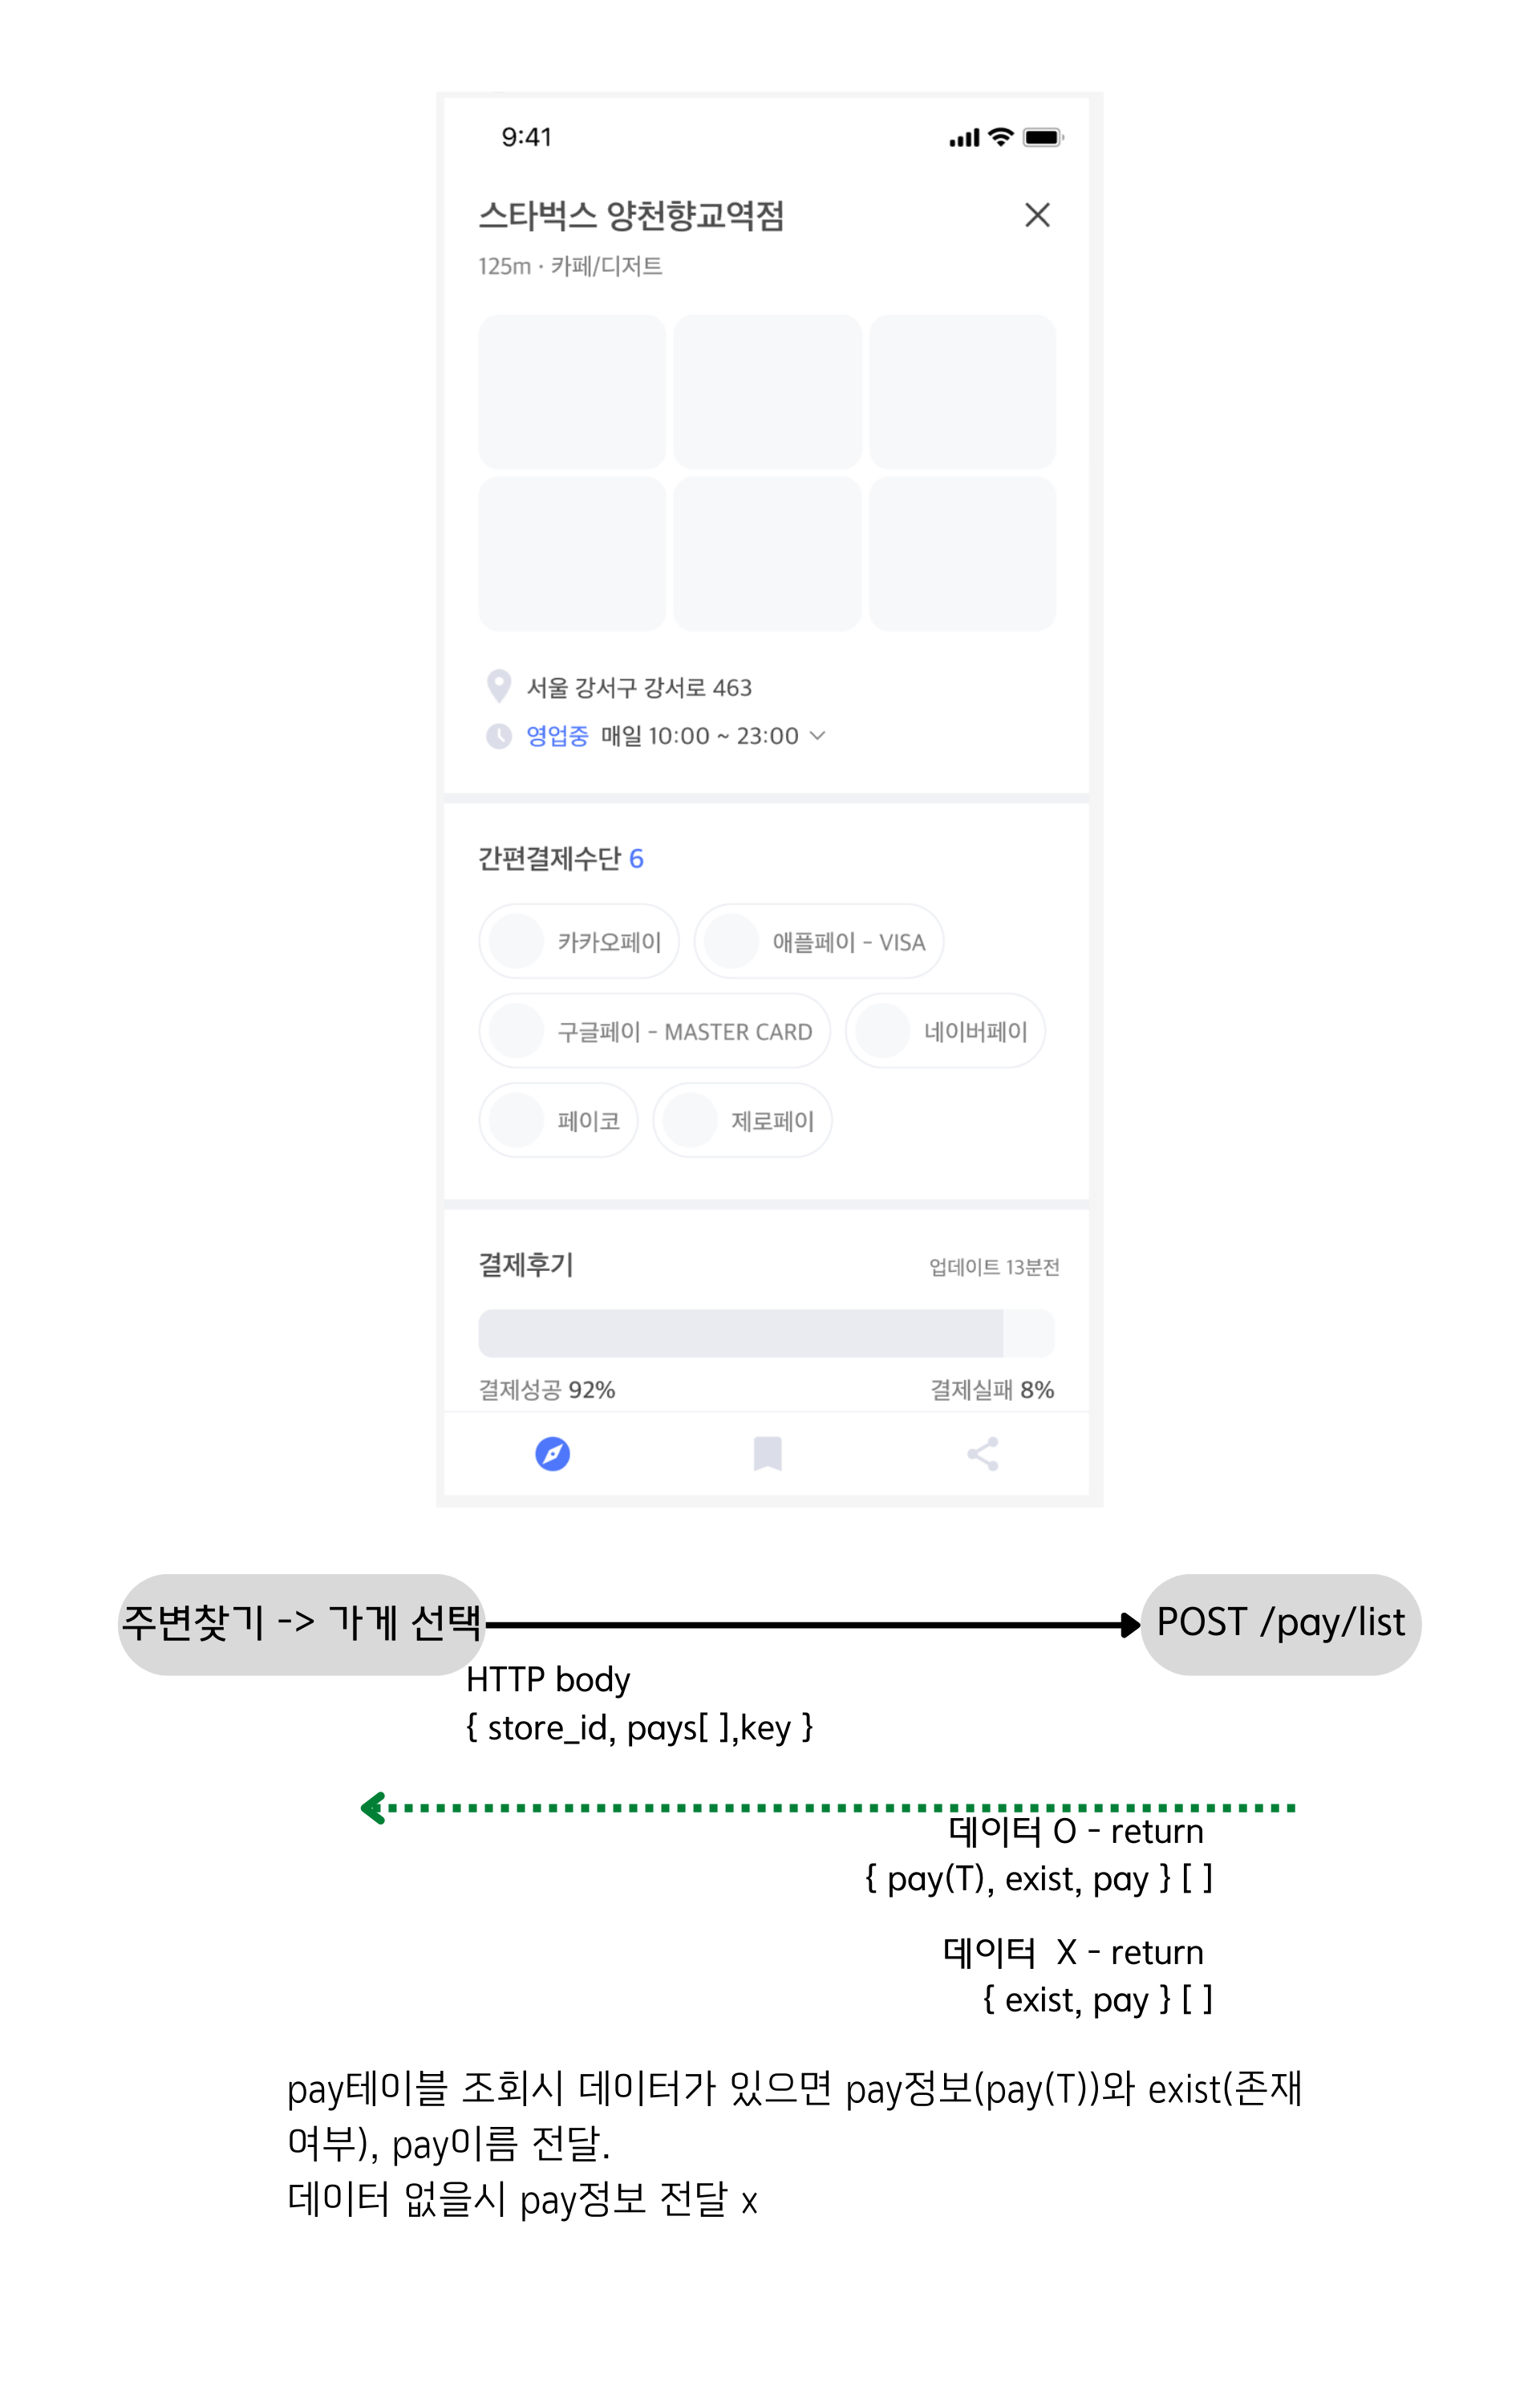 9:41
스타벅스 양천향교역점
125m · 카페/디저트
서울 강서구 강서로 463
영업중 매일 10:00 ~ 23:00
간편결제수단 6
카카오페이 애플페이 - VISA
구글페이 - MASTER CARD 네이버페이
페이코 제로페이
결제후기 업데이트 13분전
결제성공 92% 결제실패 8%
주변찾기 -> 가게 선택 POST /pay/list
HTTP body
{ store_id, pays[ ],key }
데이터 O - return
{ pay(T), exist, pay } [ ]
데이터 X - return
{ exist, pay } [ ]
pay테이블 조회시 데이터가 있으면 pay정보(pay(T))와 exist(존재
여부), pay이름 전달.
데이터 없을시 pay정보 전달 x